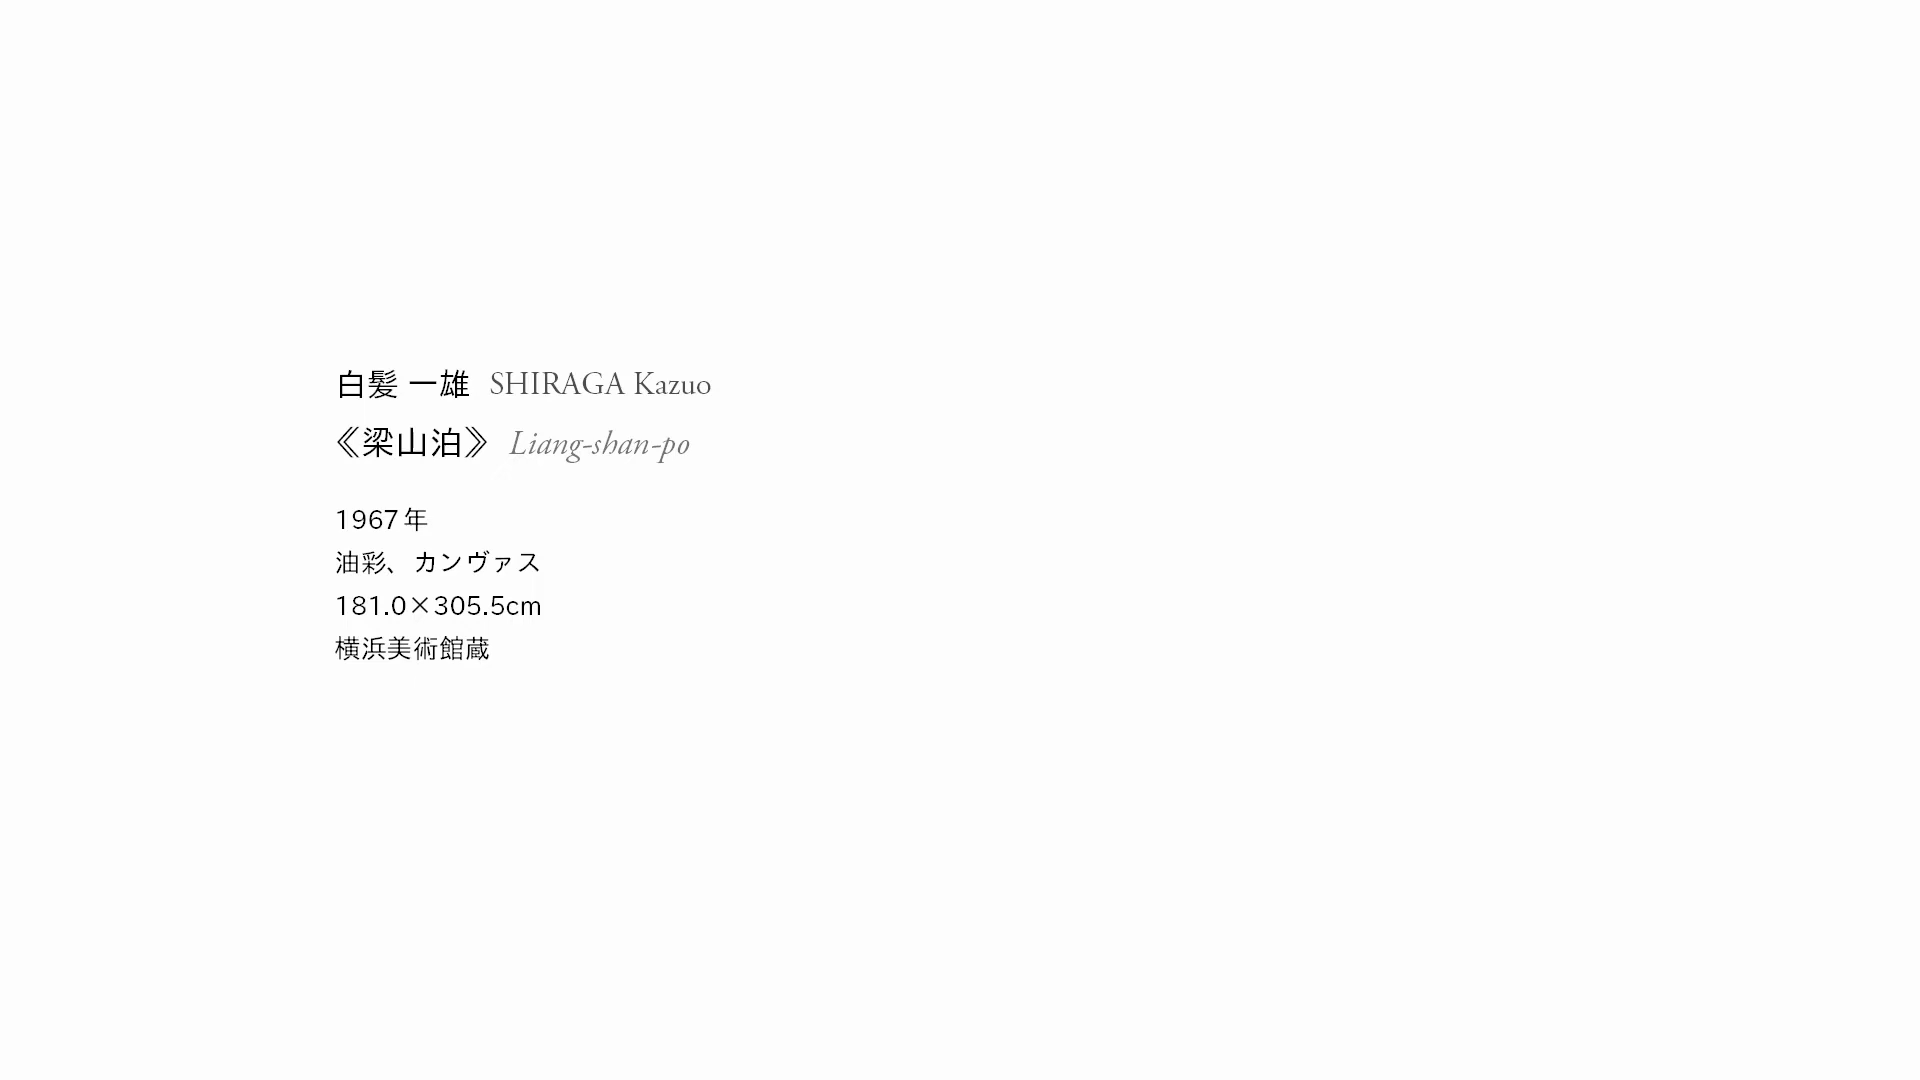 白髪 一雄 SHIRAGA Kazuo
《梁山泊》 Liang-shan-po
1967年
油彩、カンヴァス
181.0×305.5cm
横浜美術館蔵